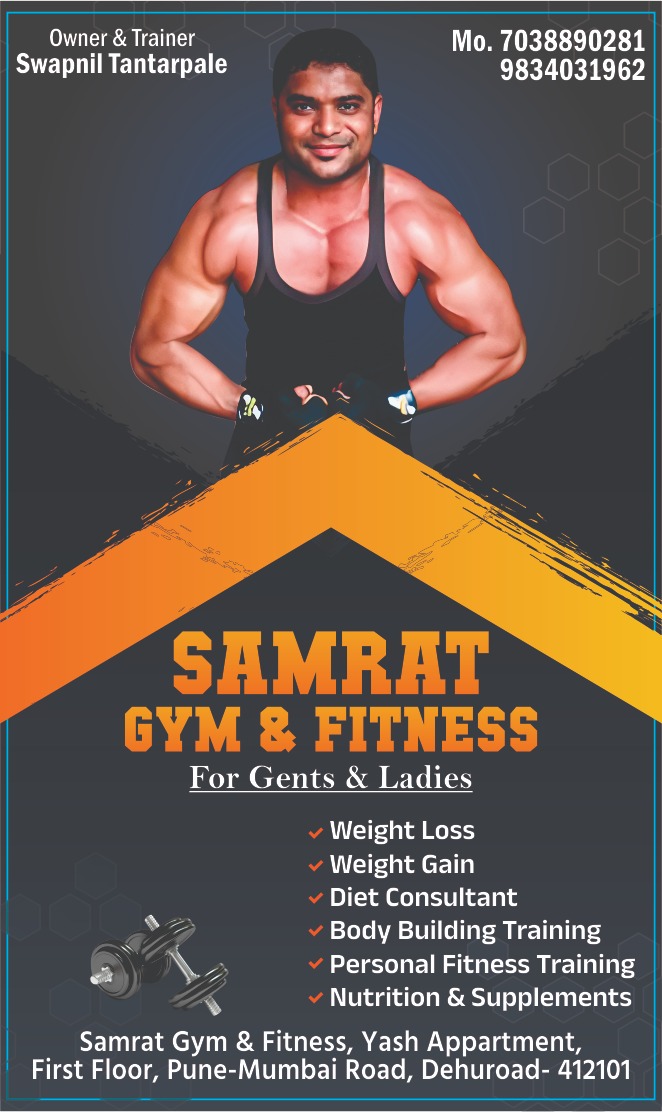 Owner & Trainer
Swapnil Tantarpale
Mo. 7038890281
9834031962
SAMRAT
GYM & FITNESS
For Gents & Ladies
Weight Loss
Weight Gain
Diet Consultant
Body Building Training
Personal Fitness Training
Nutrition & Supplements
Samrat Gym & Fitness, Yash Appartment,
First Floor, Pune-Mumbai Road, Dehuroad- 412101